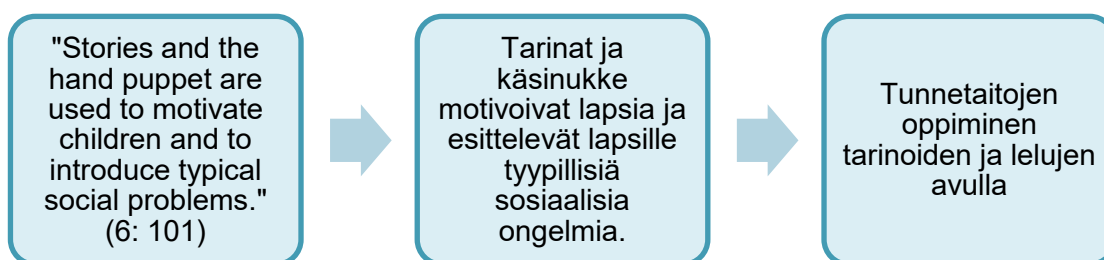 "Stories and the
hand puppet are
used to motivate
children and to
introduce typical
social problems."
(6: 101)
Tarinat ja
käsinukke
motivoivat lapsia ja
esittelevät lapsille
tyypillisiä
sosiaalisia
ongelmia.
Tunnetaitojen
oppiminen
tarinoiden ja lelujen
avulla